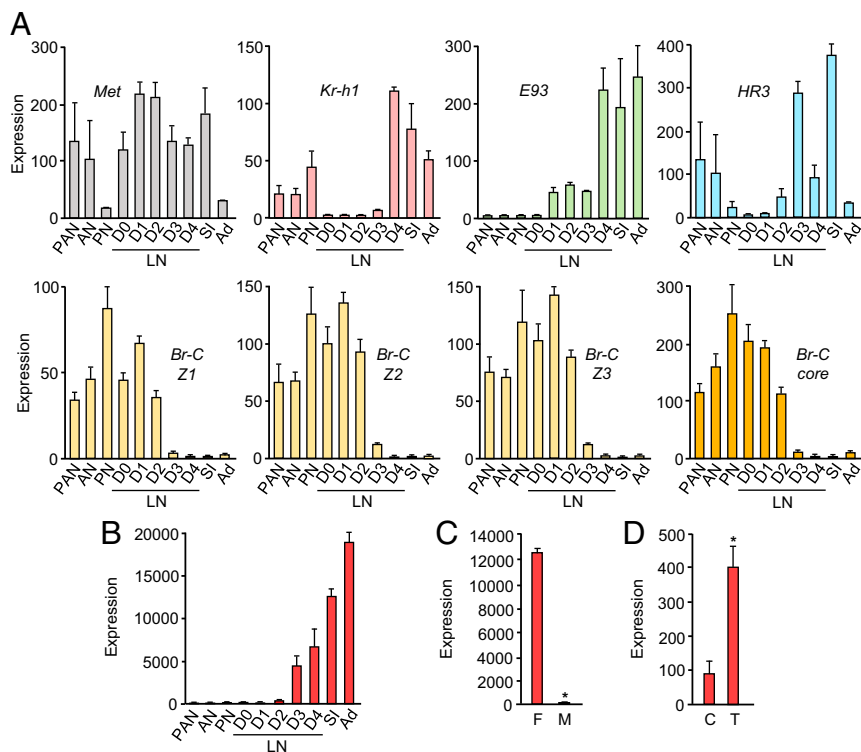 A
300
200
100
0
Expression
Met
PAN
AN
PN
D0
D1
D2
D3
D4
SI
Ad
LN
150
100
50
0
Kr-h1
PAN
AN
PN
D0
D1
D2
D3
D4
SI
Ad
LN
300
200
100
0
E93
PAN
AN
PN
D0
D1
D2
D3
D4
SI
Ad
LN
400
300
200
100
0
HR3
PAN
AN
PN
D0
D1
D2
D3
D4
SI
Ad
LN
100
50
0
Expression
Br-C
Z1
PAN
AN
PN
D0
D1
D2
D3
D4
SI
Ad
LN
150
100
50
0
Br-C
Z2
PAN
AN
PN
D0
D1
D2
D3
D4
SI
Ad
LN
150
100
50
0
Br-C
Z3
PAN
AN
PN
D0
D1
D2
D3
D4
SI
Ad
LN
300
200
100
0
Br-C
core
PAN
AN
PN
D0
D1
D2
D3
D4
SI
Ad
LN
B
20000
15000
10000
5000
0
Expression
PAN
AN
PN
D0
D1
D2
D3
D4
SI
Ad
LN
C
14000
12000
10000
8000
Expression
*
F M
D
500
400
300
400
100
0
Expression
*
C T